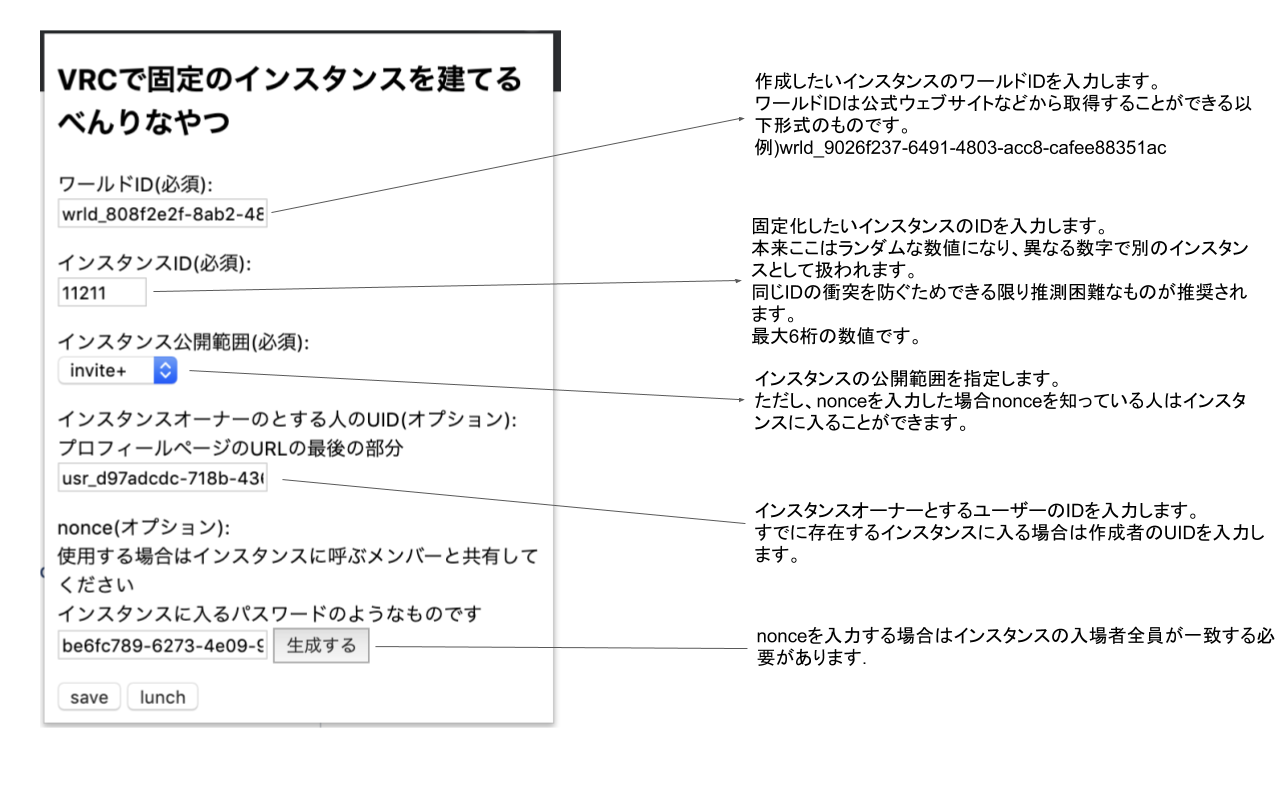 VRCで固定のインスタンスを建てる
べんりなやつ
ワールドID(必須):
wrld_808f2e2f-8ab2-48
インスタンスID(必須):
11211
インスタンス公開範囲(必須):
invite+
インスタンスオーナーのとする人のUID(オプション):
プロフィールページのURLの最後の部分
usr_d97adcdc-718b-436
nonce(オプション):
使用する場合はインスタンスに呼ぶメンバーと共有して
ください
インスタンスに入るパスワードのようなものです
be6fc789-6273-4e09-9
生成する
save
lunch
作成したいインスタンスのワールドIDを入力します。
ワールドIDは公式ウェブサイトなどから取得することができる以
下形式のものです。
例)wrld_9026f237-6491-4803-acc8-cafee88351ac
固定化したいインスタンスのIDを入力します。
本来ここはランダムな数値になり、異なる数字で別のインスタン
スとして扱われます。
同じIDの衝突を防ぐためできる限り推測困難なものが推奨され
ます。
最大6桁の数値です。
インスタンスの公開範囲を指定します。
ただし、nonceを入力した場合nonceを知っている人はインスタ
ンスに入ることができます。
インスタンスオーナーとするユーザーのIDを入力します。
すでに存在するインスタンスに入る場合は作成者のUIDを入力し
ます。
nonceを入力する場合はインスタンスの入場者全員が一致する必
要があります.